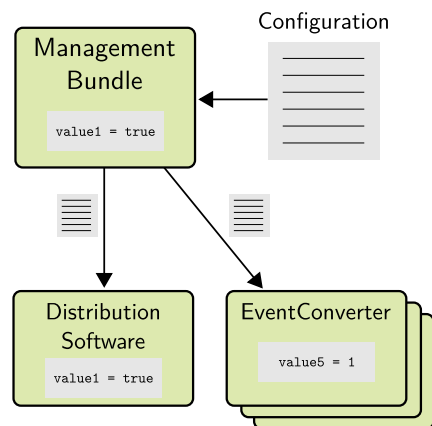 Configuration
Management
Bundle
value1 = true
Distribution
Software
value1 = true
EventConverter
value5 = 1